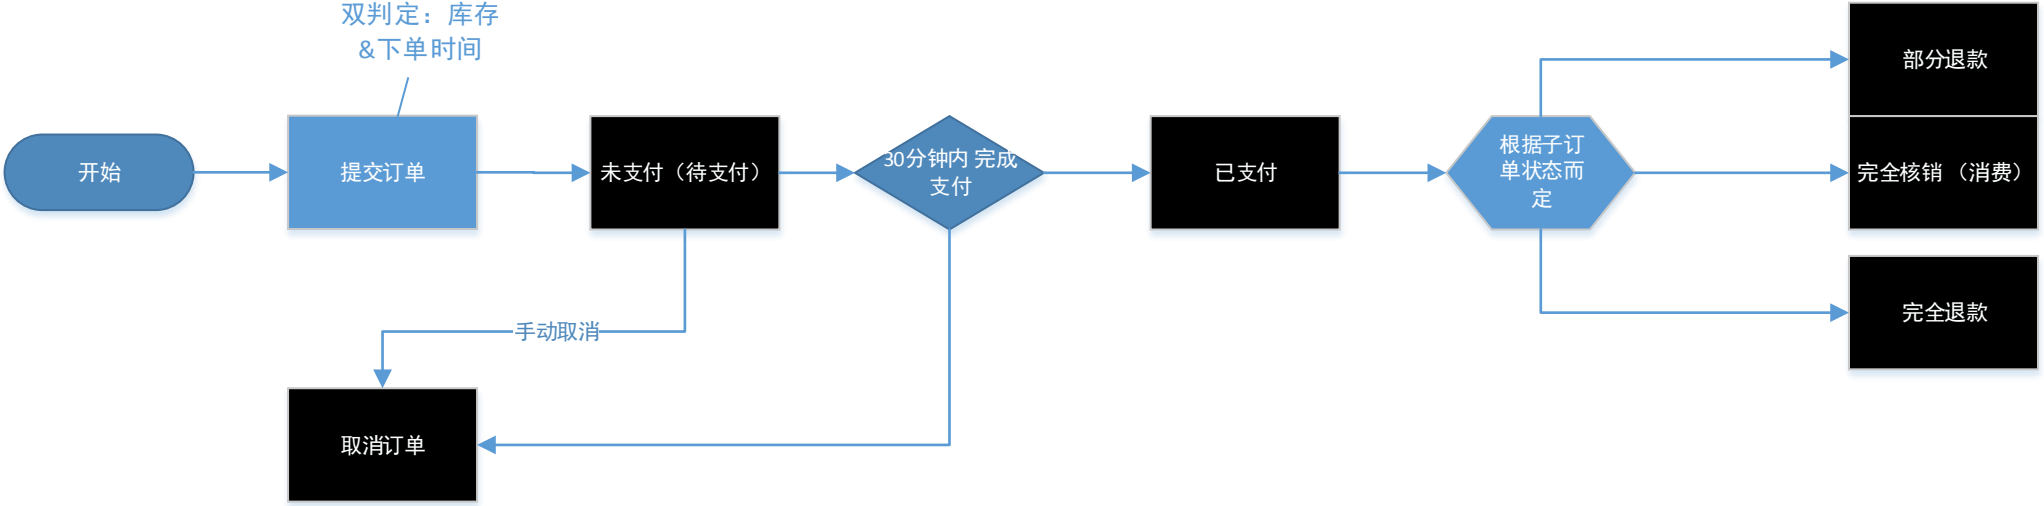 双判定：库存
&下单时间
开始
提交订单
未支付（待支付）
30分钟内 完成
支付
已支付
根据子订
单状态而
定
部分退款
完全核销 （消费）
完全退款
手动取消
取消订单